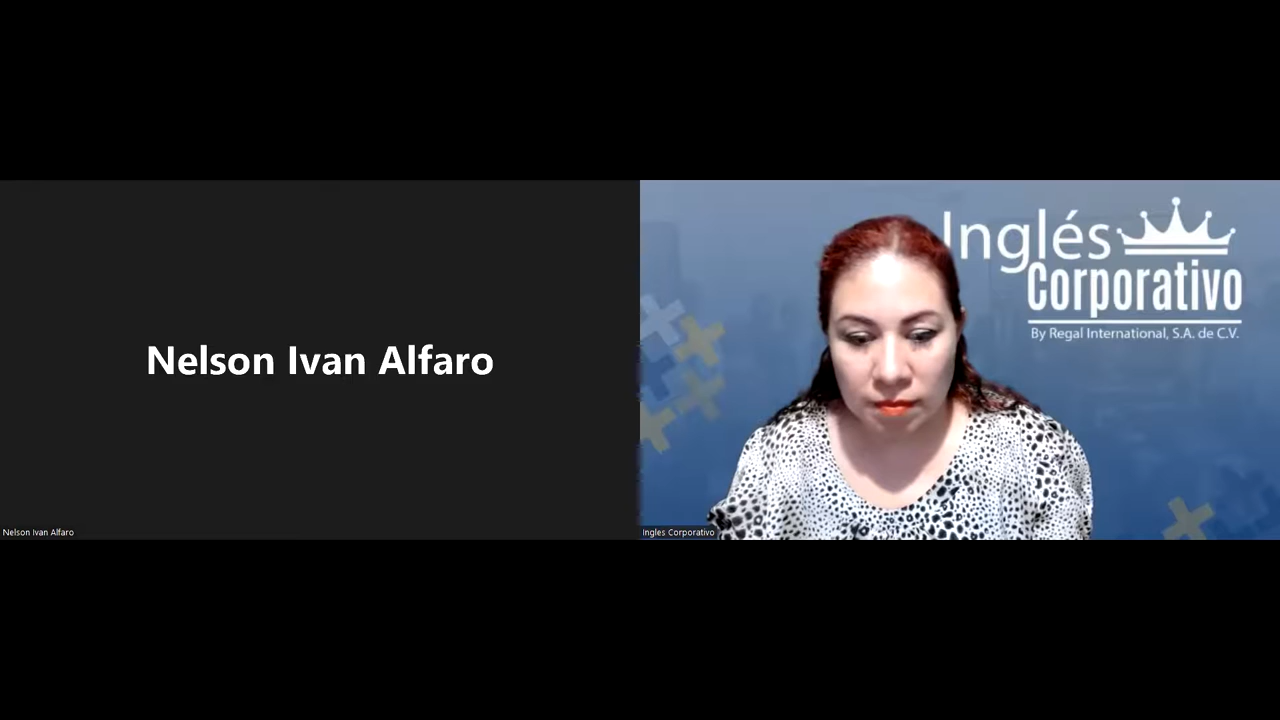 Nelson Ivan Alfaro
Nelson Ivan Alfaro
Inglés
Corporativo
By Regal International, S.A. de C.V.
Ingles Corporativo